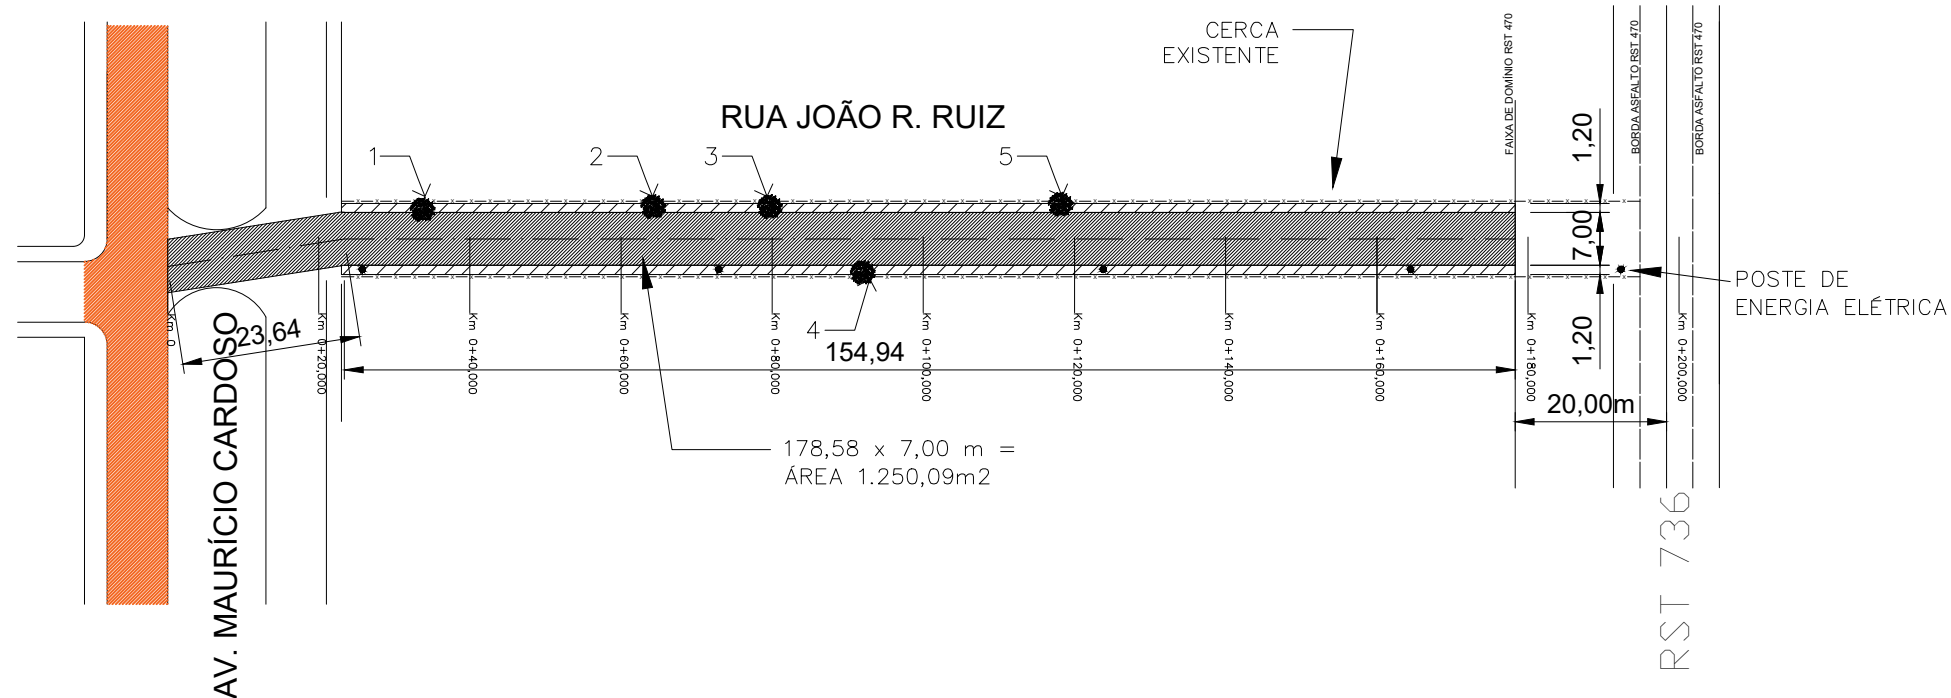 CERCA
EXISTENTE
FAIXA DE DOMÍNIO RST 470
BORDA ASFALTO RST 470
BORDA ASFALTO RST 470
RUA JOÃO R. RUIZ
1
2
3
5
1,20
7,00
1,20
POSTE DE
ENERGIA ELÉTRICA
4
23,64
154,94
20,00m
Km 0
Km 0+20,000
Km 0+40,000
Km 0+60,000
Km 0+80,000
Km 0+100,000
Km 0+120,000
Km 0+140,000
Km 0+160,000
Km 0+180,000
Km 0+200,000
178,58 x 7,00 m =
ÁREA 1.250,09m2
AV. MAURÍCIO CARDOSO
RST 736